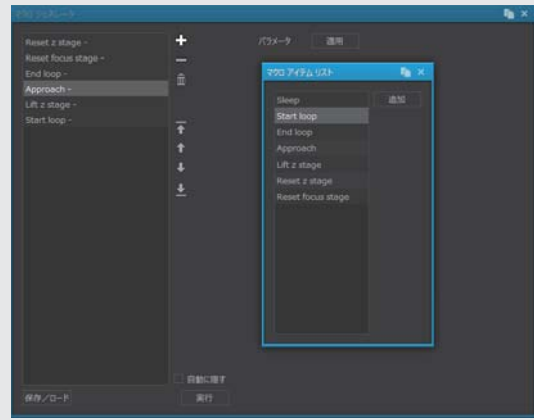 マクロ ジェネレータ
Reset z stage -
Reset focus stage -
End loop -
Approach -
Lift z stage -
Start loop -
パラメータ
適用
マクロ アイテム リスト
Sleep
追加
Start loop
End loop
Approach
Lift z stage
Reset z stage
Reset focus stage
自動に隠す
保存/ロード
実行